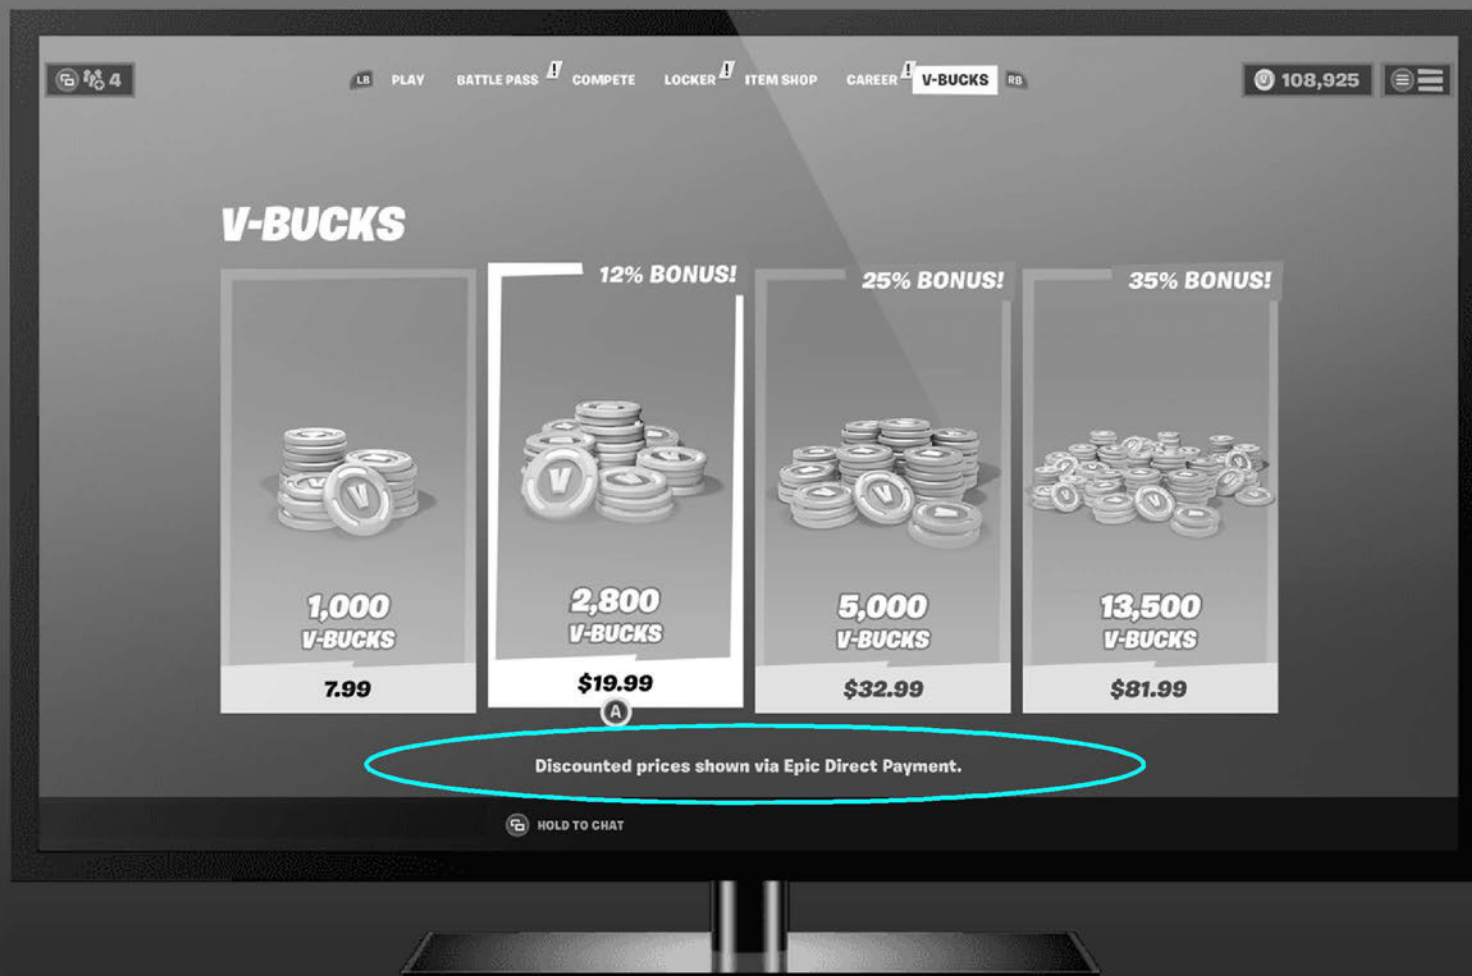 4
LB PLAY BATTLE PASS ! COMPETE LOCKER ! ITEM SHOP CAREER ! V-BUCKS RB
V 108,925
V-BUCKS
12% BONUS!
25% BONUS!
35% BONUS!
1,000
V-BUCKS
7.99
2,800
V-BUCKS
$19.99
A
5,000
V-BUCKS
$32.99
13,500
V-BUCKS
$81.99
Discounted prices shown via Epic Direct Payment.
HOLD TO CHAT